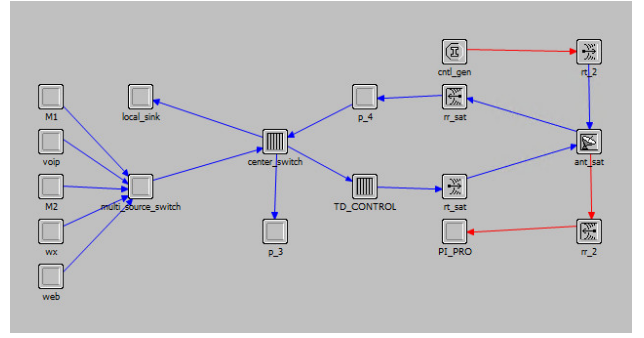 cntl_gen
rt_2
M1
local_sink
p_4
rr_sat
voip
center_switch
ant_sat
M2
multi_source_switch
TD_CONTROL
rt_sat
wx
p_3
PI_PRO
rr_2
web